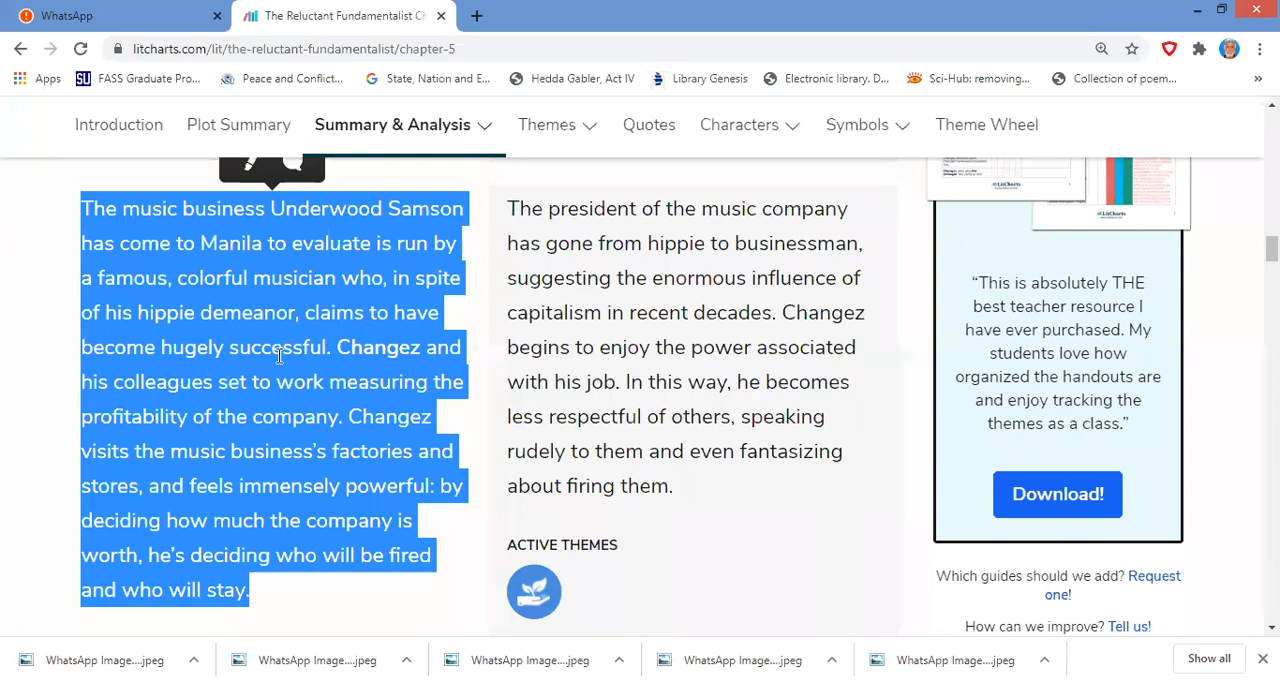 WhatsApp
The Reluctant Fundamentalist Ch
litcharts.com/lit/the-reluctant-fundamentalist/chapter-5
Apps
SU
FASS Graduate Pro...
Peace and Conflict...
State, Nation and E...
Hedda Gabler, Act IV
Library Genesis
Electronic library. D...
Sci-Hub: removing...
Collection of poem...
»
Introduction
Plot Summary
Summary & Analysis
Themes
Quotes
Characters
Symbols
Theme Wheel
The music business Underwood Samson
has come to Manila to evaluate is run by
a famous, colorful musician who, in spite
of his hippie demeanor, claims to have
become hugely successful. Changez and
his colleagues set to work measuring the
profitability of the company. Changez
visits the music business's factories and
stores, and feels immensely powerful: by
deciding how much the company is
worth, he's deciding who will be fired
and who will stay.
The president of the music company
has gone from hippie to businessman,
suggesting the enormous influence of
capitalism in recent decades. Changez
begins to enjoy the power associated
with his job. In this way, he becomes
less respectful of others, speaking
rudely to them and even fantasizing
about firing them.
ACTIVE THEMES
LitCharts
LitCharts
“This is absolutely THE
best teacher resource I
have ever purchased. My
students love how
organized the handouts are
and enjoy tracking the
themes as a class.”
Download!
Which guides should we add? Request
one!
How can we improve? Tell us!
WhatsApp Image....jpeg
WhatsApp Image....jpeg
WhatsApp Image....jpeg
WhatsApp Image....jpeg
WhatsApp Image....jpeg
Show all